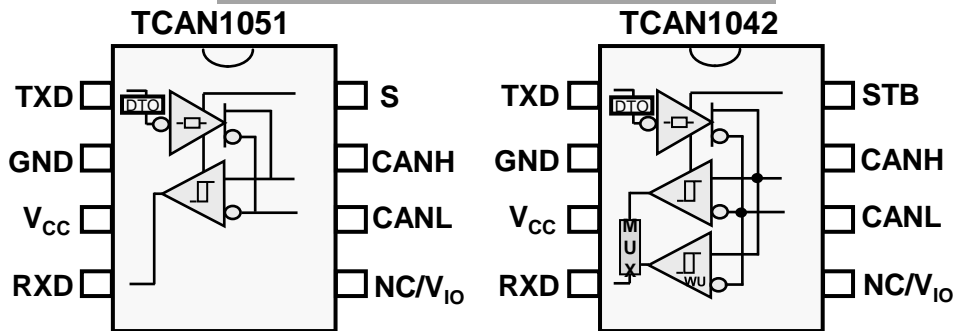 TCAN1051
TXD
GND
VCC
RXD
DTO
S
CANH
CANL
NC/VIO
TCAN1042
TXD
GND
VCC
RXD
DTO
MUX
WU
STB
CANH
CANL
NC/VIO